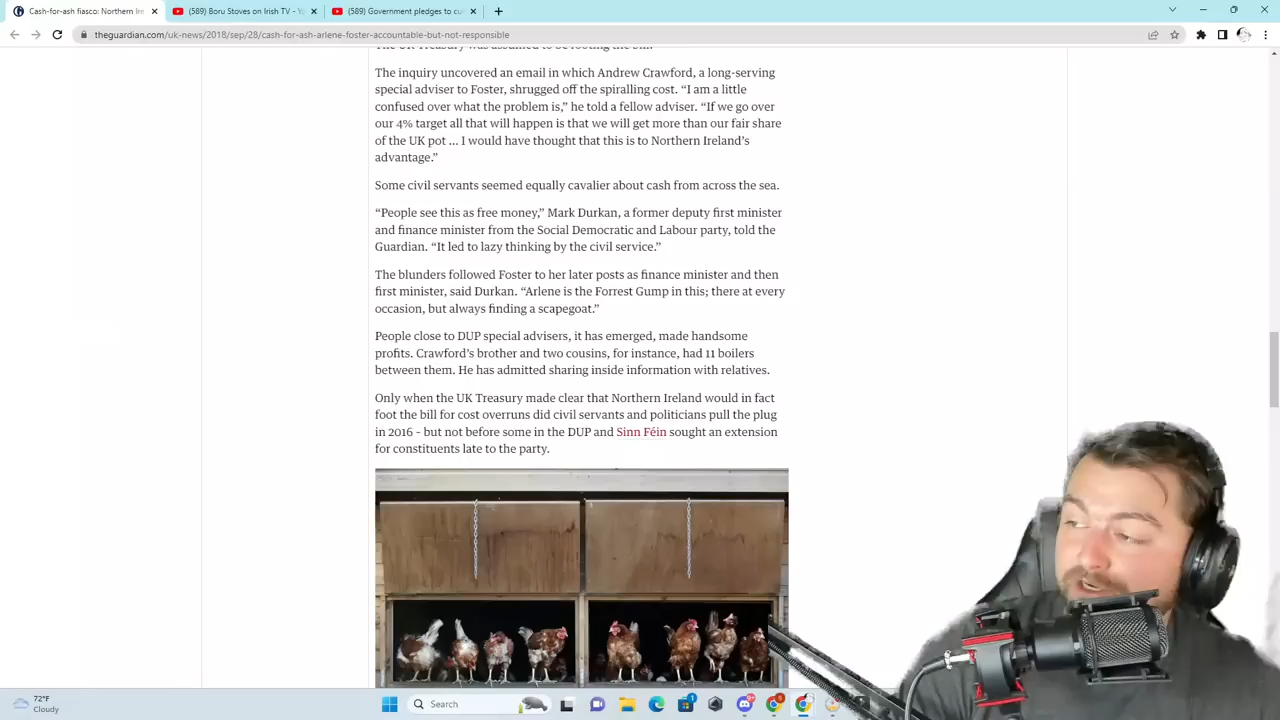 Cash-for-ash fiasco: Northern Ire
(589) Boru Stoves on Irish TV - Yo
(589) Government pledges to cu
theguardian.com/uk-news/2018/sep/28/cash-for-ash-arlene-foster-accountable-but-not-responsible
The UK Treasury was assumed to be footing the bill.
The inquiry uncovered an email in which Andrew Crawford, a long-serving
special adviser to Foster, shrugged off the spiralling cost. “I am a little
confused over what the problem is,” he told a fellow adviser. “If we go over
our 4% target all that will happen is that we will get more than our fair share
of the UK pot … I would have thought that this is to Northern Ireland’s
advantage.”
Some civil servants seemed equally cavalier about cash from across the sea.
“People see this as free money,” Mark Durkan, a former deputy first minister
and finance minister from the Social Democratic and Labour party, told the
Guardian. “It led to lazy thinking by the civil service.”
The blunders followed Foster to her later posts as finance minister and then
first minister, said Durkan. “Arlene is the Forrest Gump in this; there at every
occasion, but always finding a scapegoat.”
People close to DUP special advisers, it has emerged, made handsome
profits. Crawford’s brother and two cousins, for instance, had 11 boilers
between them. He has admitted sharing inside information with relatives.
Only when the UK Treasury made clear that Northern Ireland would in fact
foot the bill for cost overruns did civil servants and politicians pull the plug
in 2016 – but not before some in the DUP and Sinn Féin sought an extension
for constituents late to the party.
72°F
Cloudy
Search